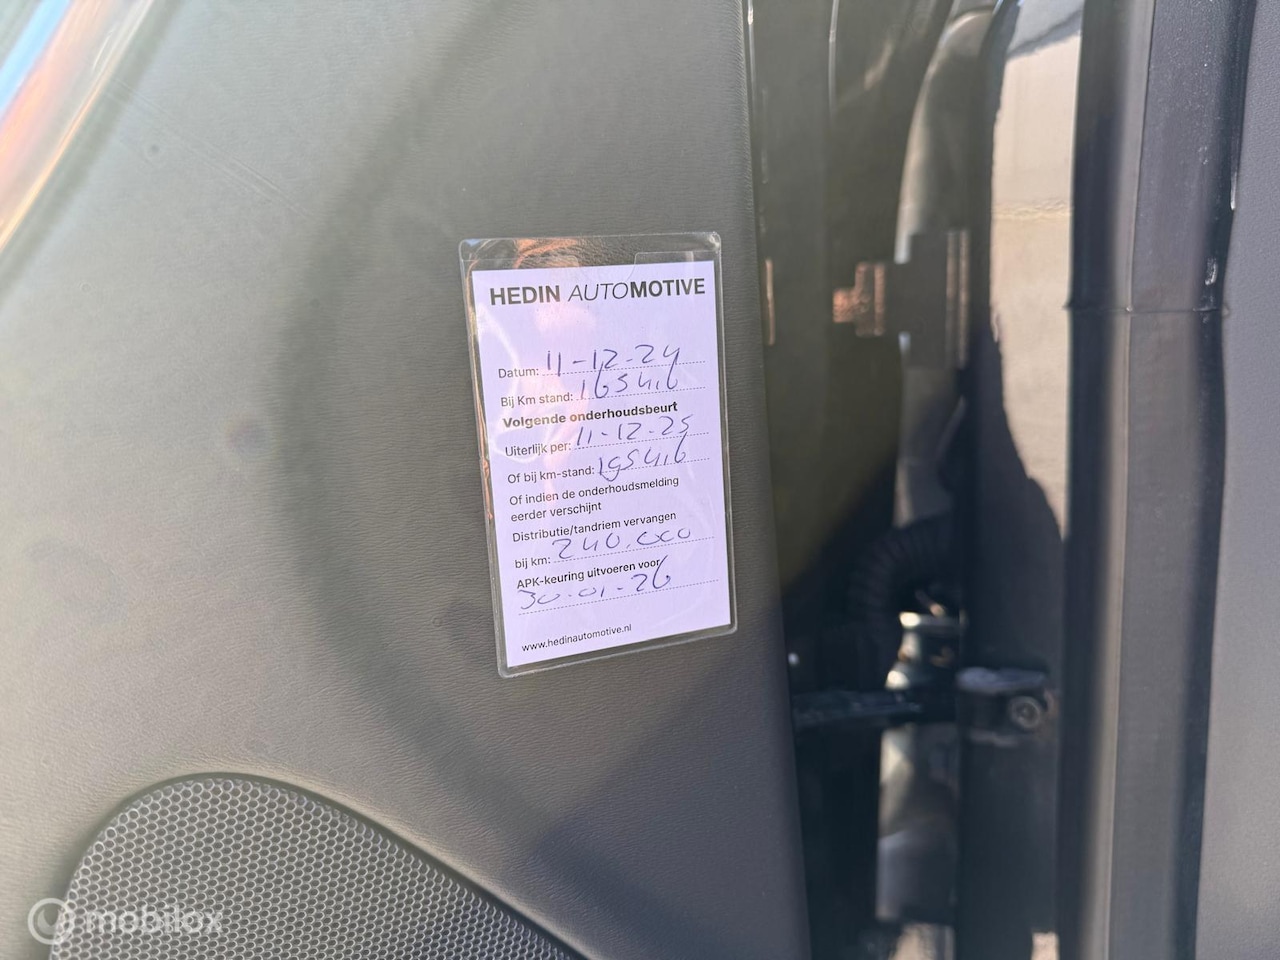 HEDIN AUTOMOTIVE
Datum: 11-12-24
Bij Km stand: 165416
Volgende onderhoudsbeurt
Uiterlijk per: 11-12-25
Of bij km-stand: 195416
Of indien de onderhoudsmelding
eerder verschijnt
Distributie/tandriem vervangen
bij km: 240.000
APK-keuring uitvoeren voor
30-01-26
www.hedinautomotive.nl
mobilox